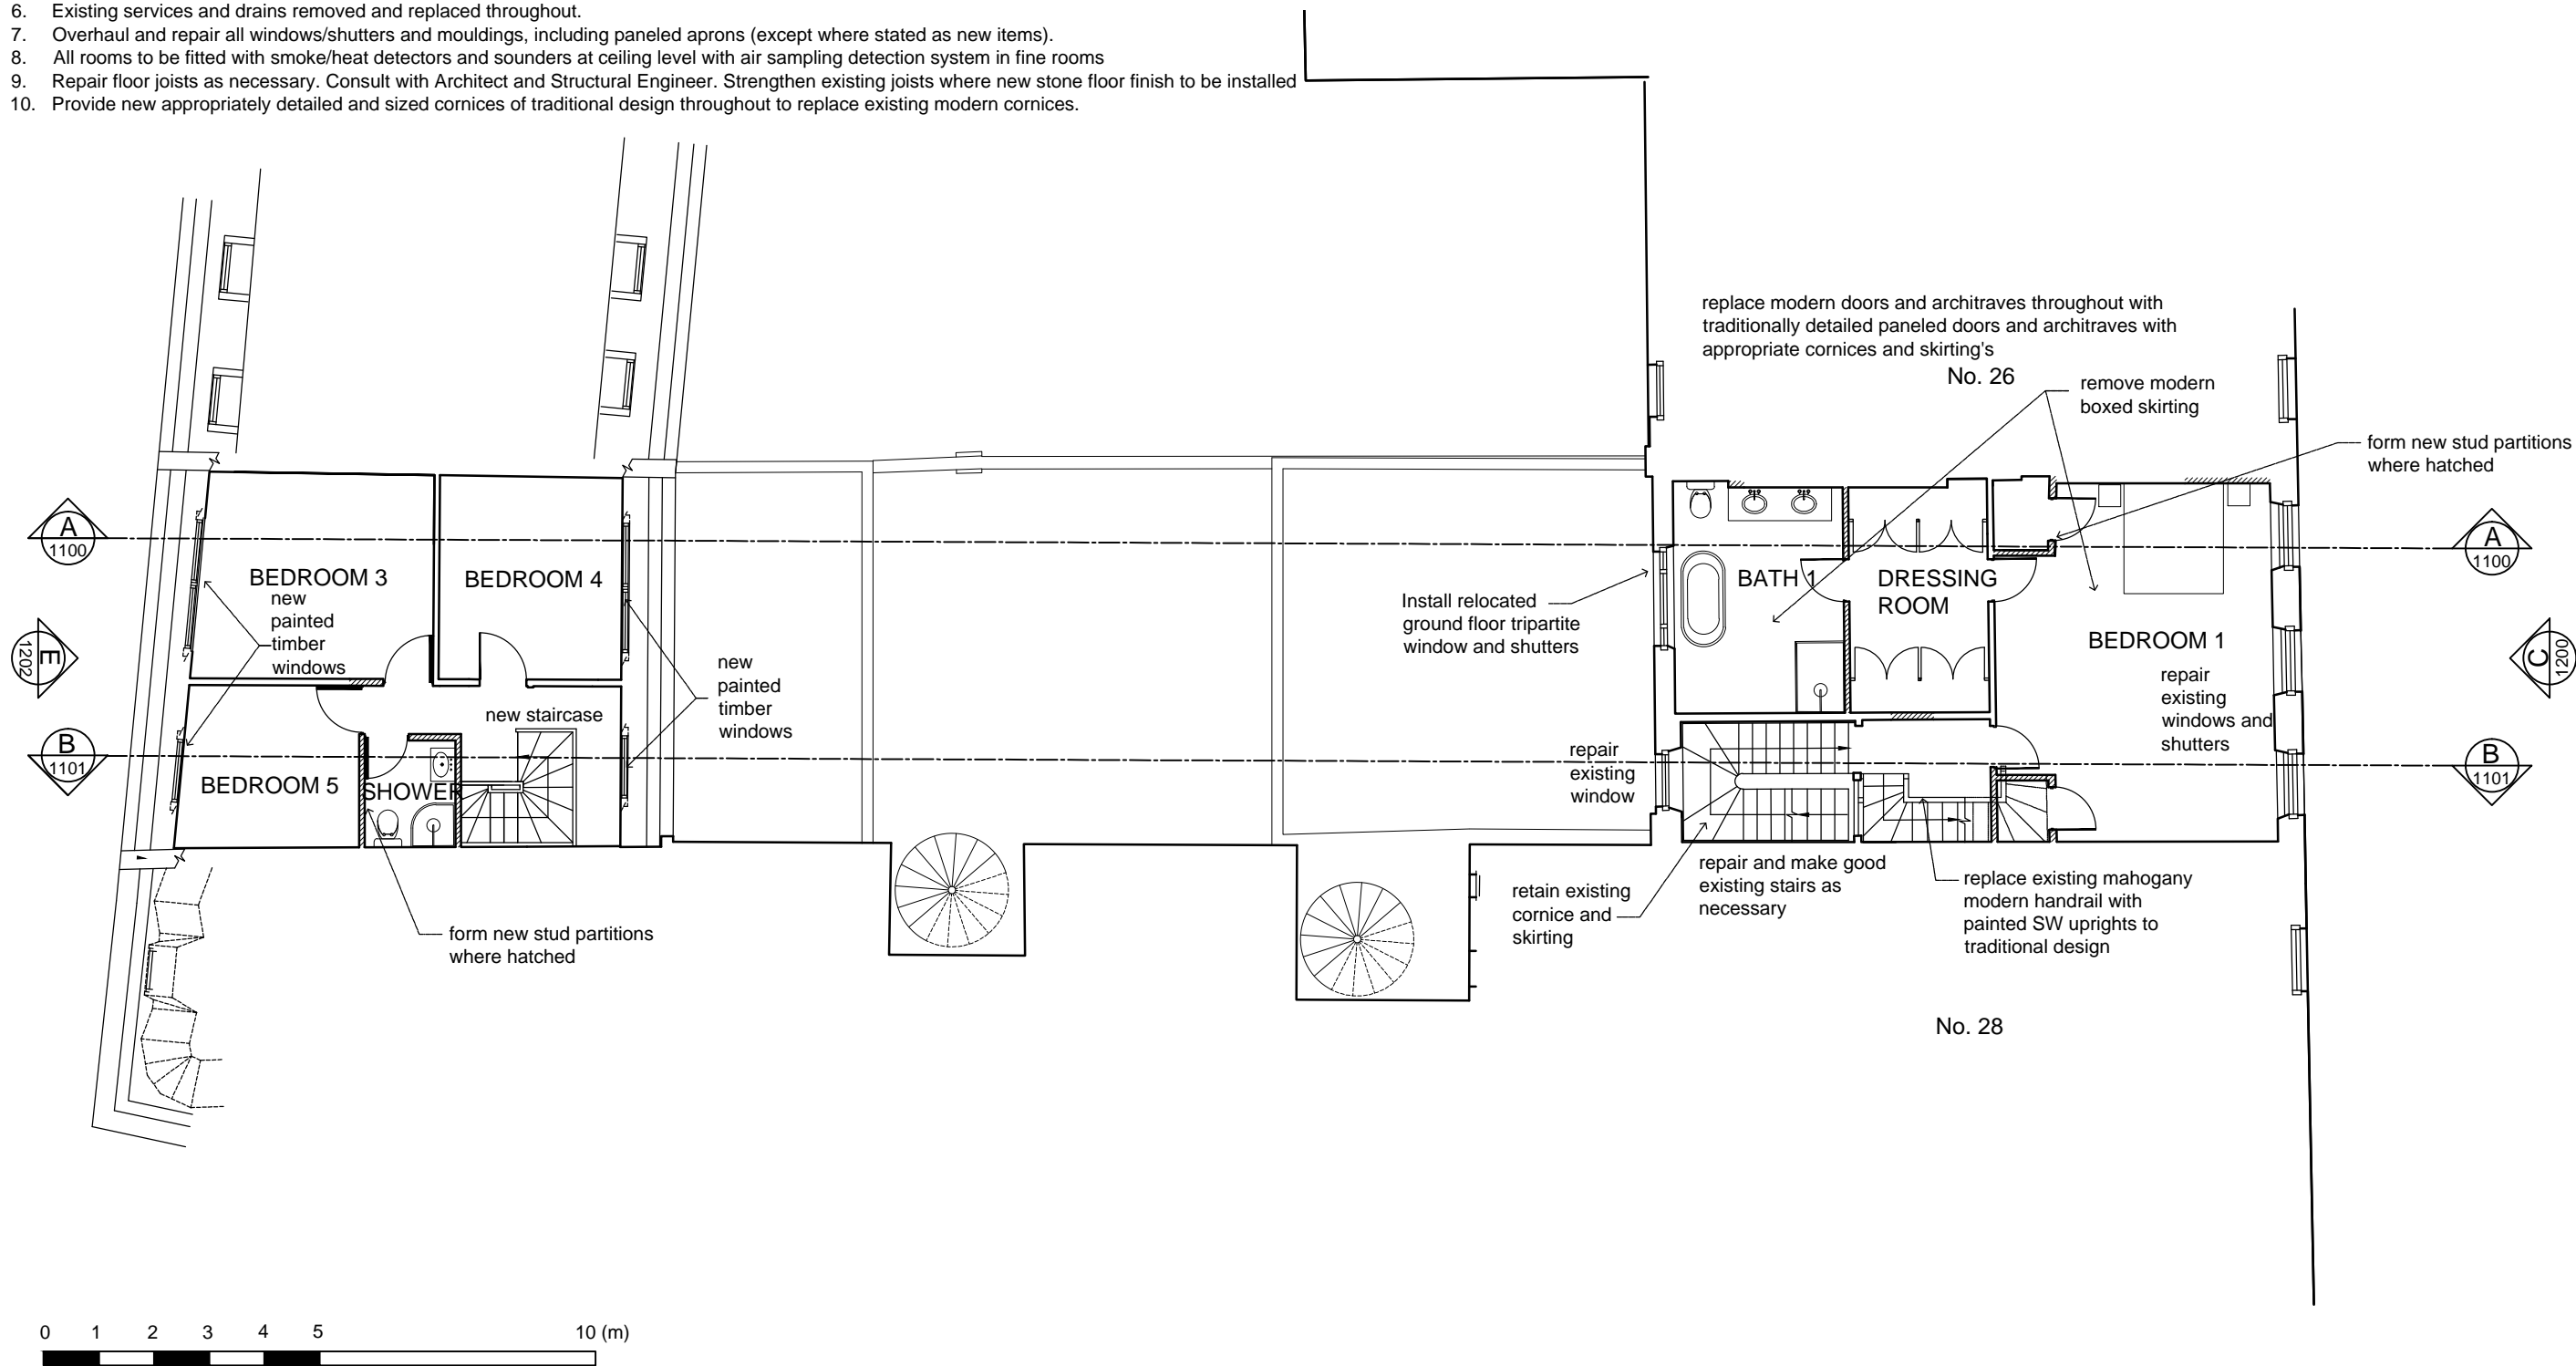 6. Existing services and drains removed and replaced throughout.
7. Overhaul and repair all windows/shutters and mouldings, including paneled aprons (except where stated as new items).
8. All rooms to be fitted with smoke/heat detectors and sounders at ceiling level with air sampling detection system in fine rooms
9. Repair floor joists as necessary. Consult with Architect and Structural Engineer. Strengthen existing joists where new stone floor finish to be installed
10. Provide new appropriately detailed and sized cornices of traditional design throughout to replace existing modern cornices.
replace modern doors and architraves throughout with
traditionally detailed paneled doors and architraves with
appropriate cornices and skirting's
No. 26
remove modern
boxed skirting
form new stud partitions
where hatched
A
1100
A
1100
BEDROOM 3
new
painted
timber
windows
BEDROOM 4
Install relocated
ground floor tripartite
window and shutters
BATH 1
DRESSING
ROOM
BEDROOM 1
repair
existing
windows and
shutters
E
1202
C
1200
new
painted
timber
windows
new staircase
B
1101
BEDROOM 5
SHOWER
repair
existing
window
B
1101
retain existing
cornice and
skirting
repair and make good
existing stairs as
necessary
replace existing mahogany
modern handrail with
painted SW uprights to
traditional design
form new stud partitions
where hatched
No. 28
0 1 2 3 4 5 10 (m)